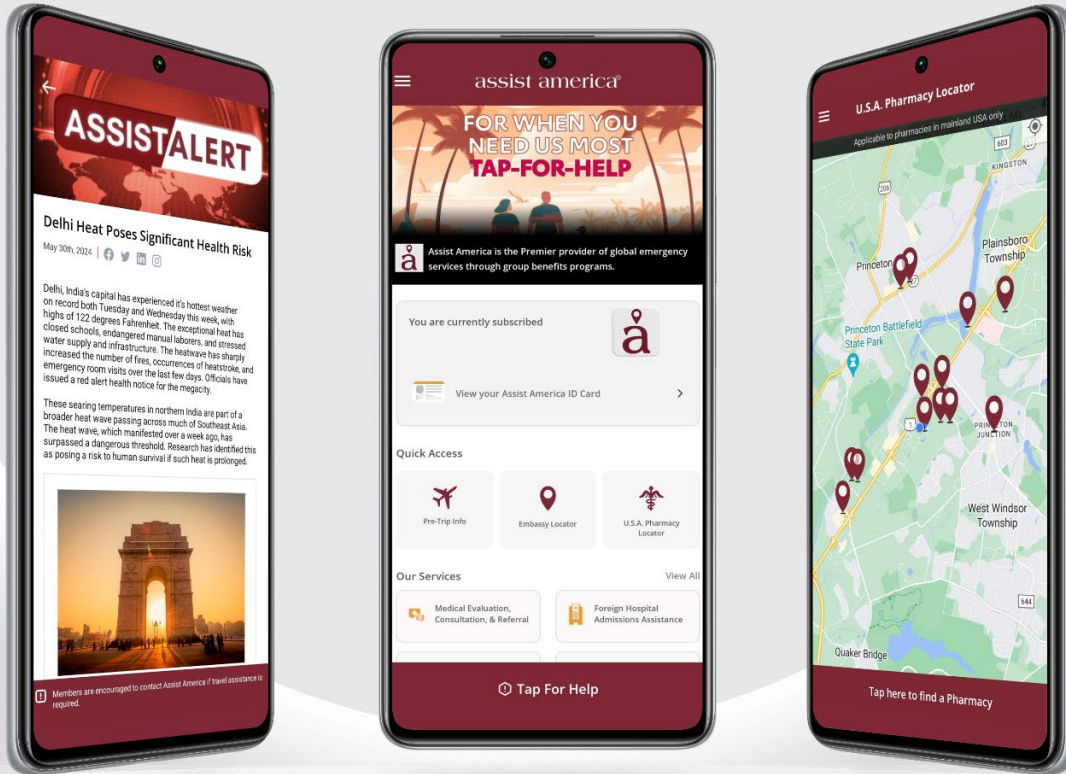 ASSISTALERT
Delhi Heat Poses Significant Health Risk
May 30th, 2024
Delhi, India's capital has experienced it's hottest weather
on record both Tuesday and Wednesday this week, with
highs of 122 degrees Fahrenheit. The exceptional heat has
closed schools, endangered manual laborers, and stressed
water supply and infrastructure. The heatwave has sharply
increased the number of fires, occurrences of heatstroke, and
emergency room visits over the last few days. Officials have
issued a red alert health notice for the megacity.
These searing temperatures in northern India are part of a
broader heat wave passing across much of Southeast Asia.
The heat wave, which manifested over a week ago, has
surpassed a dangerous threshold. Research has identified this
as posing a risk to human survival if such heat is prolonged.
Members are encouraged to contact Assist America if travel assistance is
required.
assist america®
FOR WHEN YOU
NEED US MOST
TAP-FOR-HELP
å
Assist America is the Premier provider of global emergency
services through group benefits programs.
You are currently subscribed
å
View your Assist America ID Card
Quick Access
Pre-Trip Info
Embassy Locator
U.S.A. Pharmacy
Locator
Our Services
View All
Medical Evaluation,
Consultation, & Referral
Foreign Hospital
Admissions Assistance
Tap For Help
U.S.A. Pharmacy Locator
Applicable to pharmacies in mainland USA only
603
KINGSTON
206
Plainsboro
Township
Princeton
Princeton Battlefield
State Park
1
JUNCTION
West Windsor
Township
644
Quaker Bridge
Tap here to find a Pharmacy